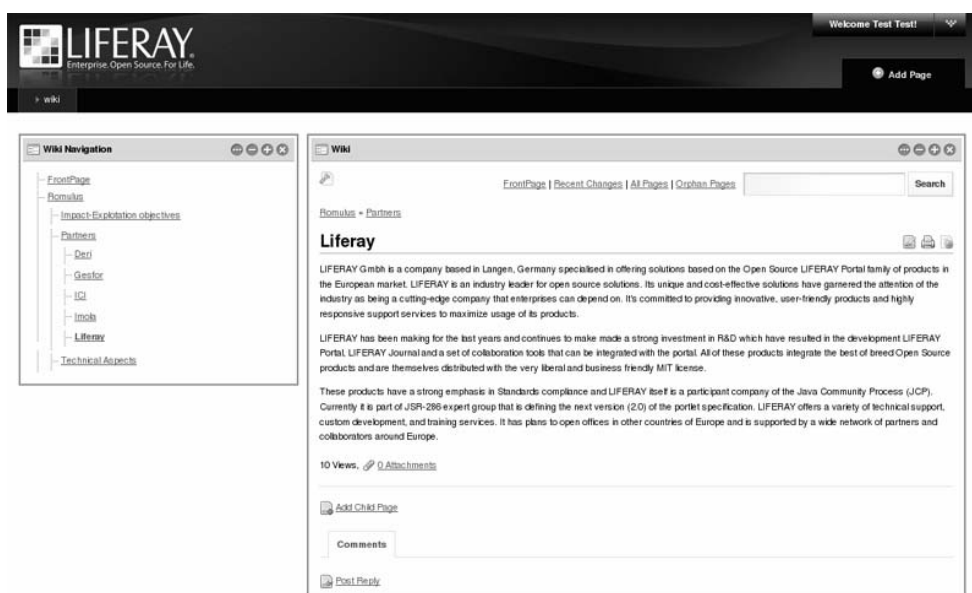 LIFERAY.
Enterprise. Open Source. For Life.
Welcome Test Test!
Add Page
wiki
Wiki Navigation
FrontPage
Romulus
Impact-Explotation objectives
Partners
Deri
Gesfor
ICI
Imola
Liferay
Technical Aspects
Wiki
FrontPage | Recent Changes | All Pages | Orphan Pages
Search
Romulus » Partners
Liferay
LIFERAY Gmbh is a company based in Langen, Germany specialised in offering solutions based on the Open Source LIFERAY Portal family of products in
the European market. LIFERAY is an industry leader for open source solutions. Its unique and cost-effective solutions have garnered the attention of the
industry as being a cutting-edge company that enterprises can depend on. It's committed to providing innovative, user-friendly products and highly
responsive support services to maximize usage of its products.
LIFERAY has been making for the last years and continues to make made a strong investment in R&D which have resulted in the development LIFERAY
Portal, LIFERAY Journal and a set of collaboration tools that can be integrated with the portal. All of these products integrate the best of breed Open Source
products and are themselves distributed with the very liberal and business friendly MIT license.
These products have a strong emphasis in Standards compliance and LIFERAY itself is a participant company of the Java Community Process (JCP).
Currently it is part of JSR-286 expert group that is defining the next version (2.0) of the portlet specification. LIFERAY offers a variety of technical support,
custom development, and training services. It has plans to open offices in other countries of Europe and is supported by a wide network of partners and
collaborators around Europe.
10 Views, 0 Attachments
Add Child Page
Comments
Post Reply